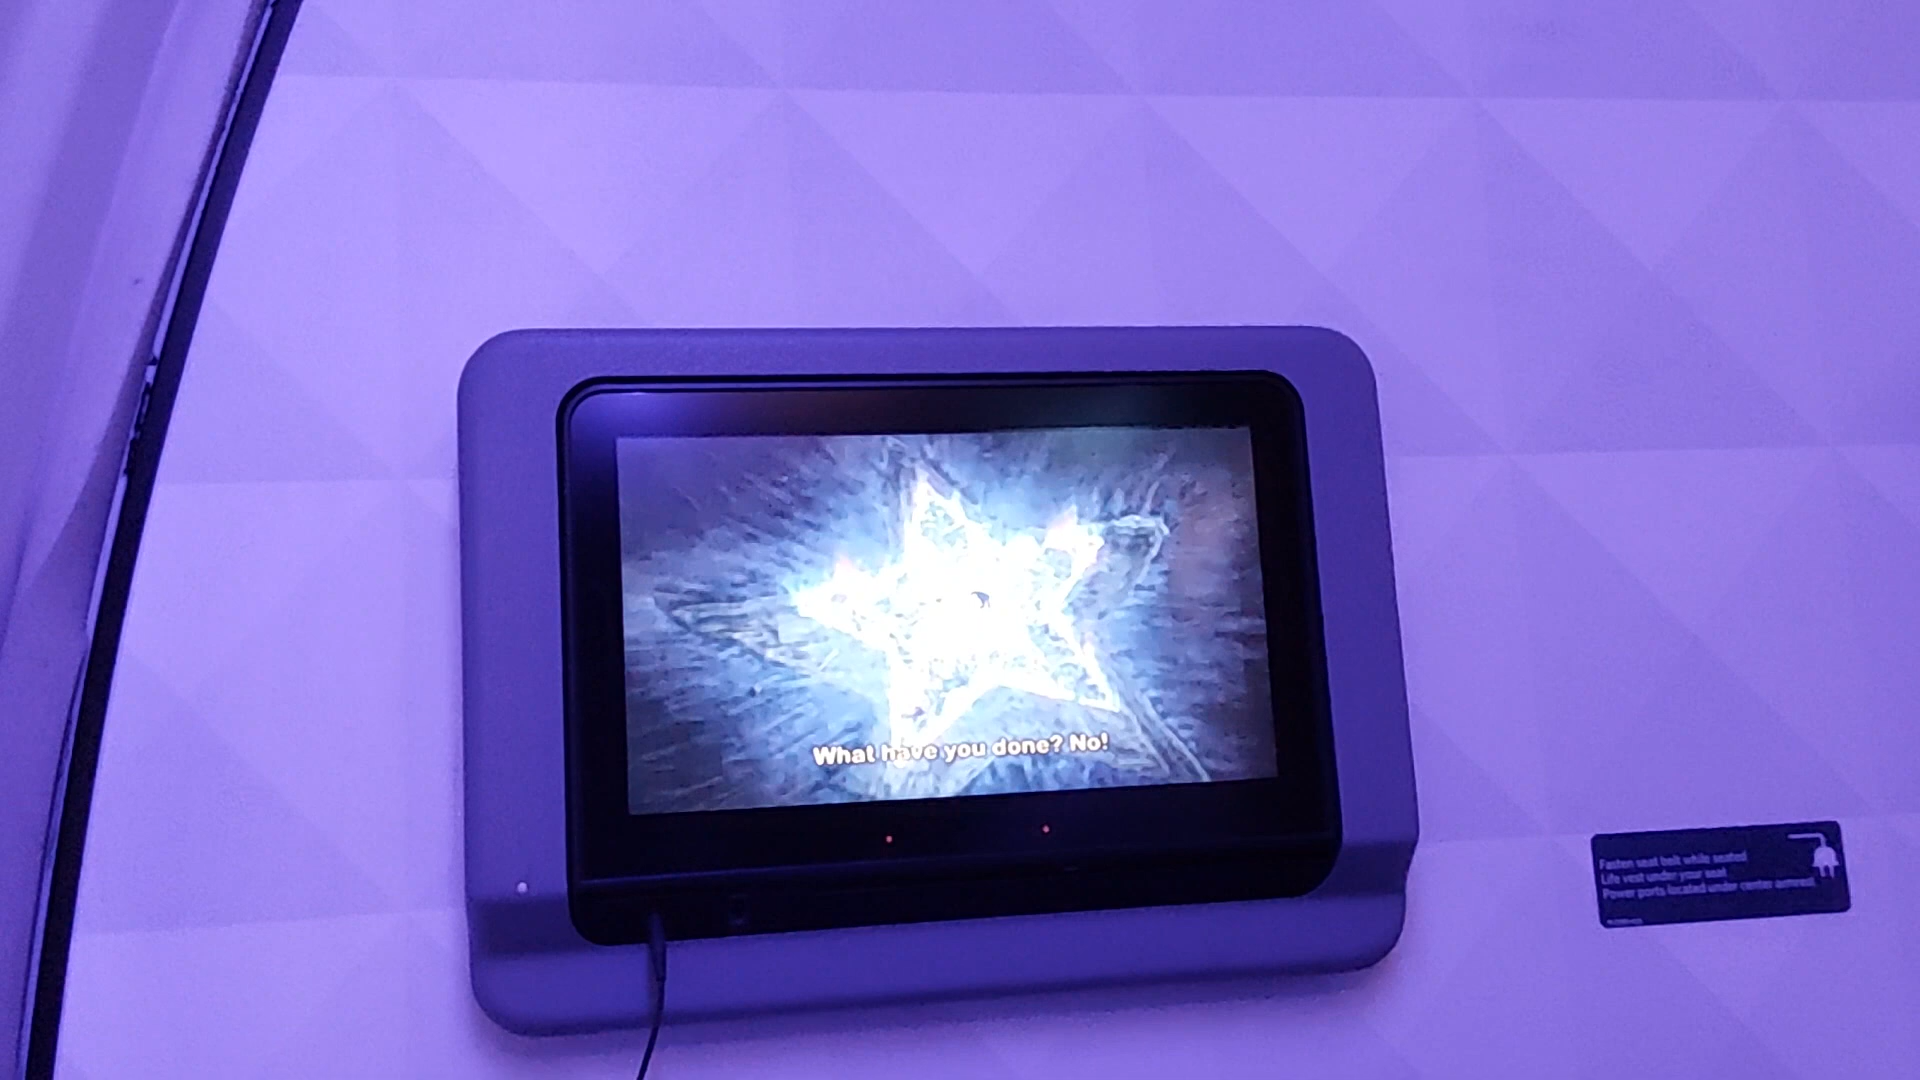 What have you done? No!
Fasten seat belt while seated
Life vest under your seat
Power ports located under center armrest